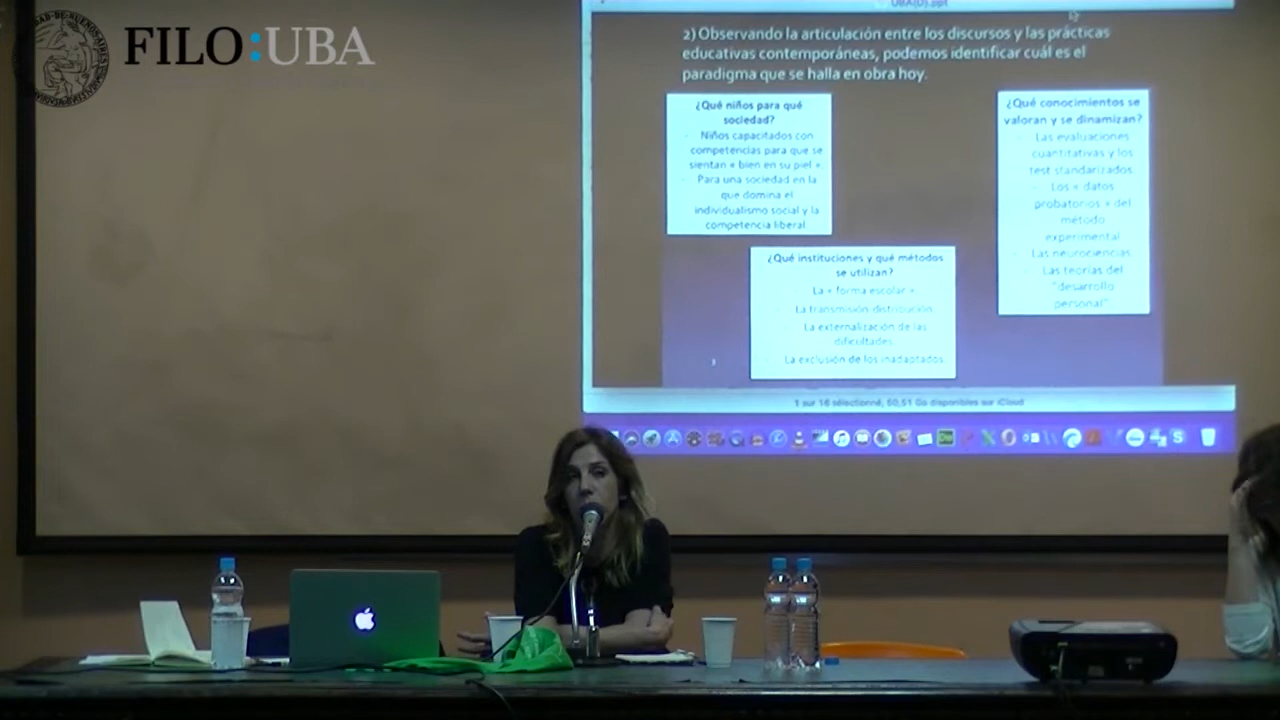 FILO:UBA
UBA(D).ppt
2) Observando la articulación entre los discursos y las prácticas
educativas contemporáneas, podemos identificar cuál es el
paradigma que se halla en obra hoy.
¿Qué niños para qué
sociedad?
- Niños capacitados con
competencias para que se
sientan « bien en su piel »
- Para una sociedad en la
que domina el
individualismo social y la
competencia liberal
¿Qué instituciones y qué métodos
se utilizan?
- La « forma escolar »
- La transmisión-distribución
- La externalización de las
dificultades
- La exclusión de los inadaptados
¿Qué conocimientos se
valoran y se dinamizan?
- Las evaluaciones
cuantitativas y los
test standarizados
- Los « datos
probatorios » del
método
experimental
- Las neurociencias
- Las teorías del
"desarrollo
personal"
3
1 sur 16 sélectionné, 50,51 Go disponibles sur iCloud